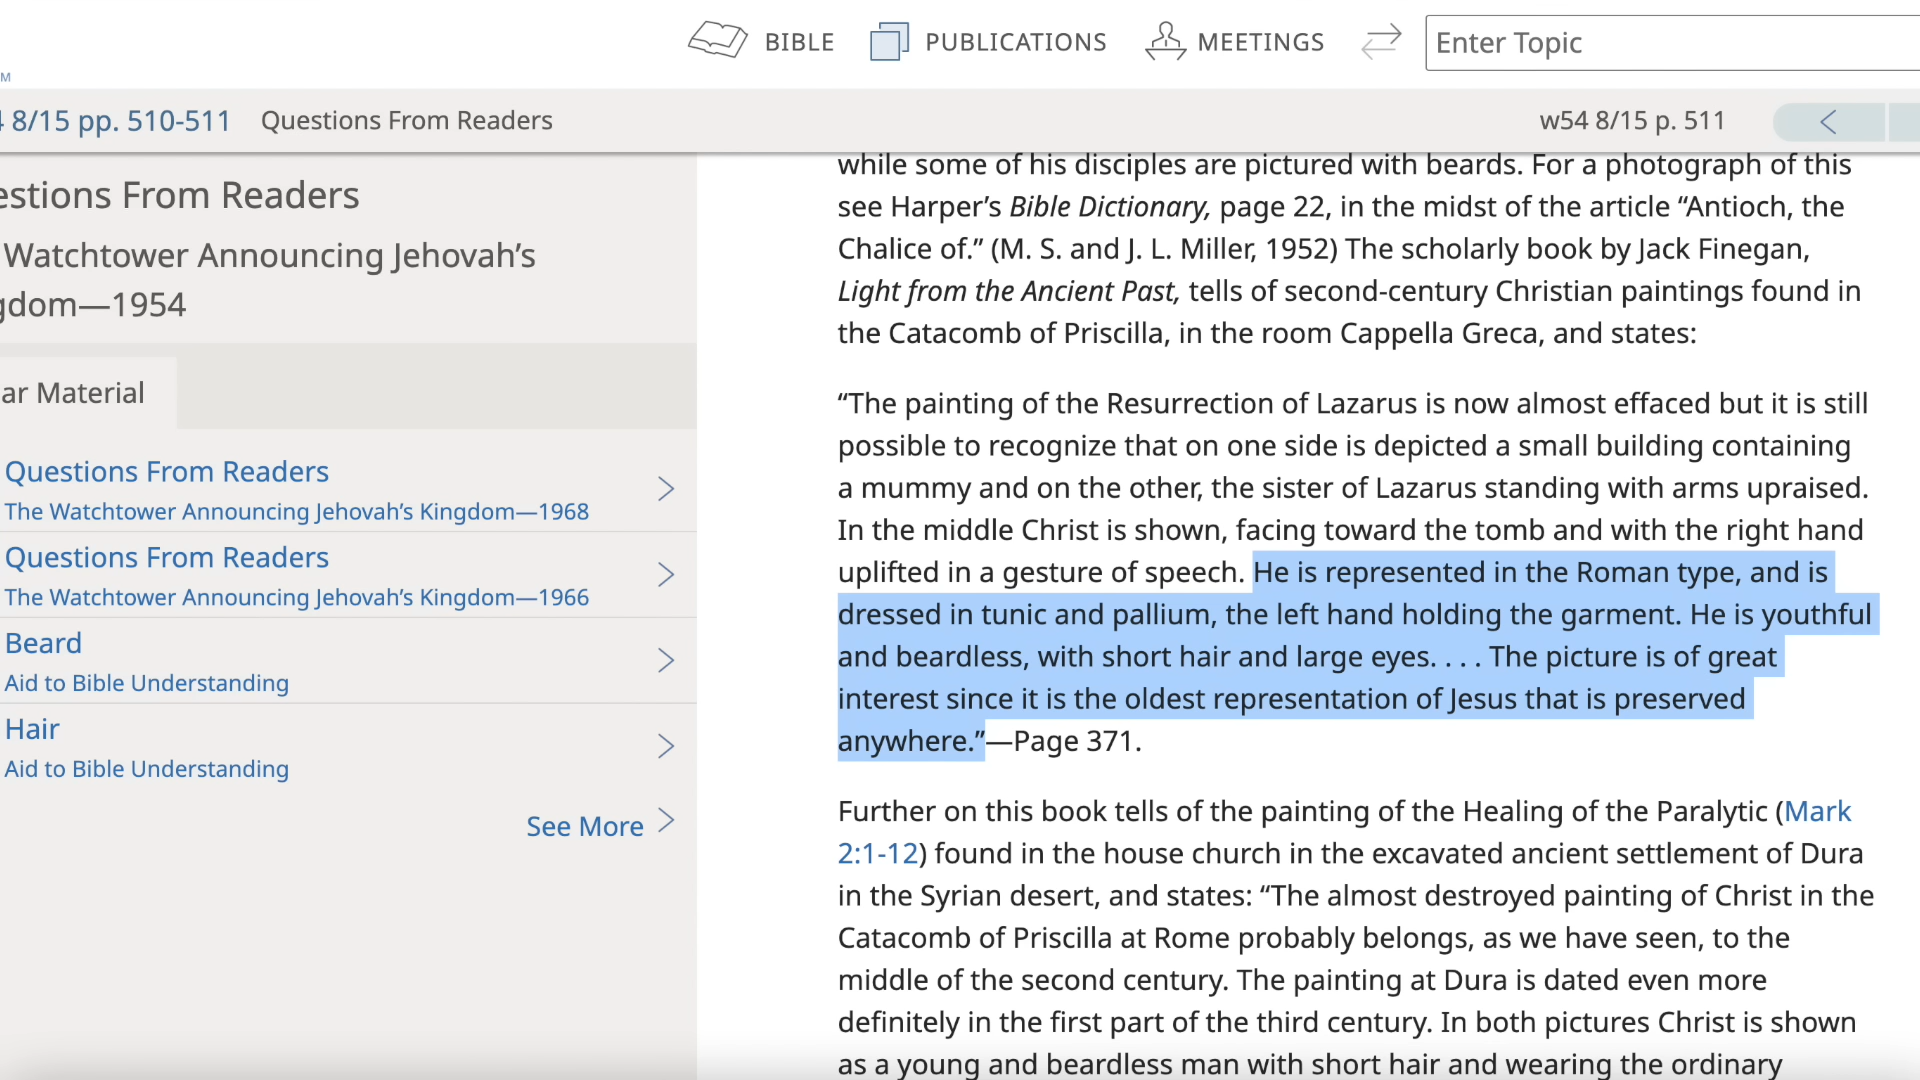 BIBLE
PUBLICATIONS
MEETINGS
Enter Topic
M
8/15 pp. 510-511
Questions From Readers
w54 8/15 p. 511
estions From Readers
Watchtower Announcing Jehovah’s
gdom—1954
ar Material
Questions From Readers
The Watchtower Announcing Jehovah’s Kingdom—1968
Questions From Readers
The Watchtower Announcing Jehovah’s Kingdom—1966
Beard
Aid to Bible Understanding
Hair
Aid to Bible Understanding
See More
while some of his disciples are pictured with beards. For a photograph of this
see Harper’s Bible Dictionary, page 22, in the midst of the article “Antioch, the
Chalice of.” (M. S. and J. L. Miller, 1952) The scholarly book by Jack Finegan,
Light from the Ancient Past, tells of second-century Christian paintings found in
the Catacomb of Priscilla, in the room Cappella Greca, and states:
“The painting of the Resurrection of Lazarus is now almost effaced but it is still
possible to recognize that on one side is depicted a small building containing
a mummy and on the other, the sister of Lazarus standing with arms upraised.
In the middle Christ is shown, facing toward the tomb and with the right hand
uplifted in a gesture of speech. He is represented in the Roman type, and is
dressed in tunic and pallium, the left hand holding the garment. He is youthful
and beardless, with short hair and large eyes. . . . The picture is of great
interest since it is the oldest representation of Jesus that is preserved
anywhere.”—Page 371.
Further on this book tells of the painting of the Healing of the Paralytic (Mark
2:1-12) found in the house church in the excavated ancient settlement of Dura
in the Syrian desert, and states: “The almost destroyed painting of Christ in the
Catacomb of Priscilla at Rome probably belongs, as we have seen, to the
middle of the second century. The painting at Dura is dated even more
definitely in the first part of the third century. In both pictures Christ is shown
as a young and beardless man with short hair and wearing the ordinary